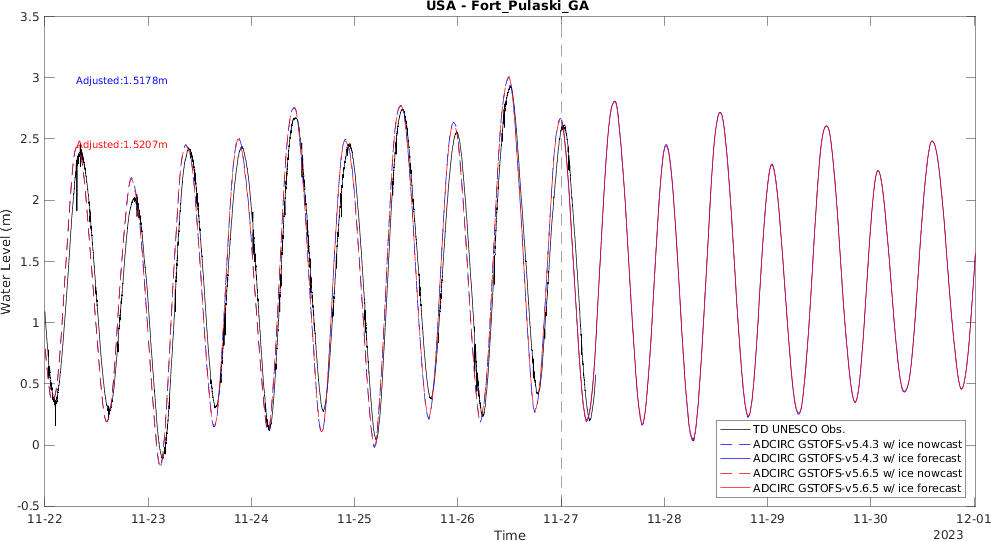 USA - Fort_Pulaski_GA
3.5
3
2.5
2
1.5
1
0.5
0
-0.5
Water Level (m)
Adjusted:1.5178m
Adjusted:1.5207m
TD UNESCO Obs.
ADCIRC GSTOFS-v5.4.3 w/ ice nowcast
ADCIRC GSTOFS-v5.4.3 w/ ice forecast
ADCIRC GSTOFS-v5.6.5 w/ ice nowcast
ADCIRC GSTOFS-v5.6.5 w/ ice forecast
11-22 11-23 11-24 11-25 11-26 11-27 11-28 11-29 11-30 12-01
Time
2023